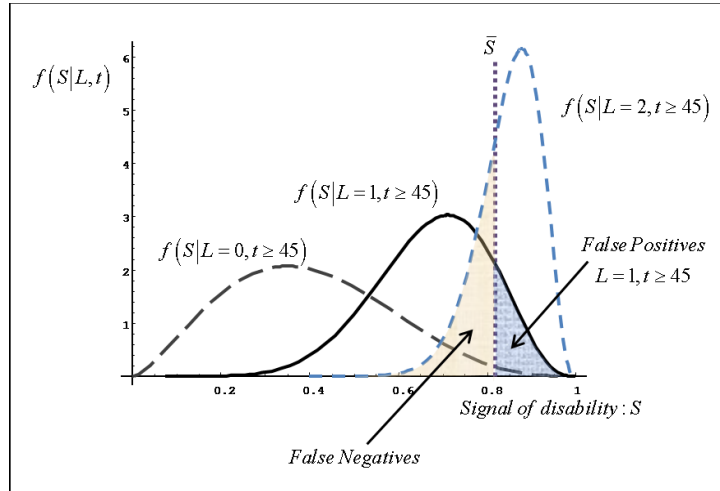 S̄
6
f(S|L,t)
f(S|L = 2, t ≥ 45)
5
4
f(S|L = 1, t ≥ 45)
3
f(S|L = 0, t ≥ 45)
False Positives
2
L = 1, t ≥ 45
1
0.2 0.4 0.6 0.8 1
Signal of disability : S
False Negatives